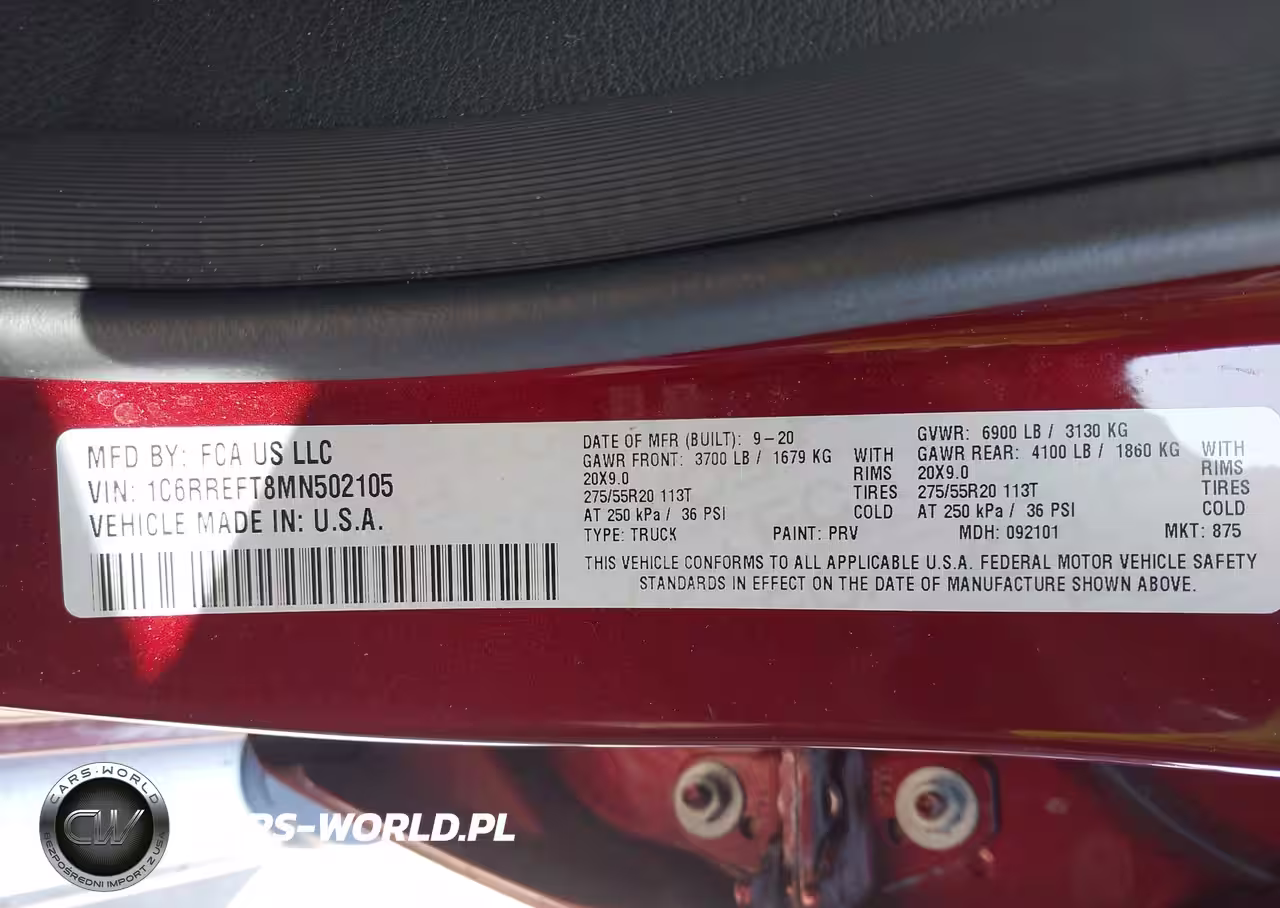 MFD BY: FCA US LLC
VIN: 1C6RREFT8MN502105
VEHICLE MADE IN: U.S.A.
DATE OF MFR (BUILT): 9-20 GVWR: 6900 LB / 3130 KG
GAWR FRONT: 3700 LB / 1679 KG WITH GAWR REAR: 4100 LB / 1860 KG WITH
20X9.0 RIMS 20X9.0 RIMS
275/55R20 113T TIRES 275/55R20 113T TIRES
AT 250 kPa / 36 PSI COLD AT 250 kPa / 36 PSI COLD
TYPE: TRUCK PAINT: PRV MDH: 092101 MKT: 875
THIS VEHICLE CONFORMS TO ALL APPLICABLE U.S.A. FEDERAL MOTOR VEHICLE SAFETY
STANDARDS IN EFFECT ON THE DATE OF MANUFACTURE SHOWN ABOVE.
CARS-WORLD
CW
BEZPOŚREDNI IMPORT Z USA
CARS-WORLD.PL